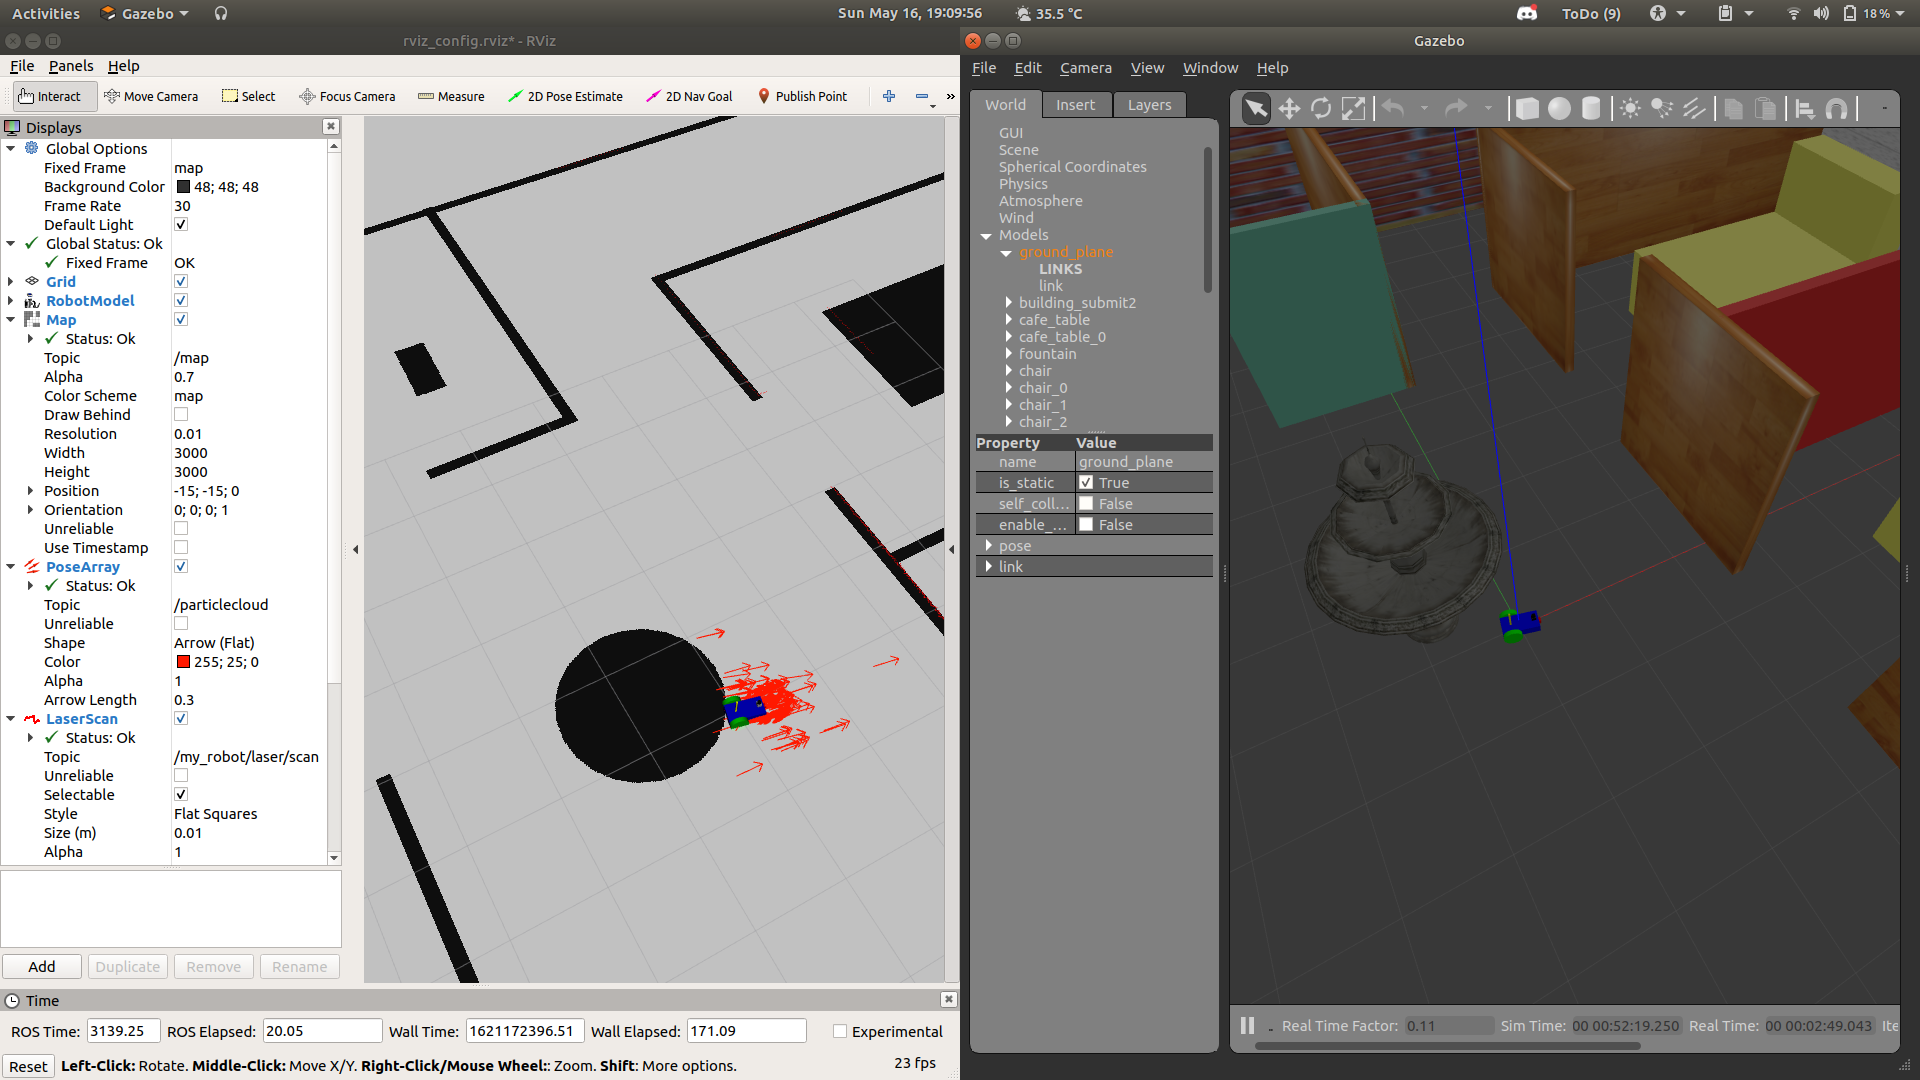 Activities
Gazebo
Sun May 16, 19:09:56
35.5 °C
ToDo (9)
18 %
rviz_config.rviz* - RViz
File Panels Help
Interact Move Camera Select Focus Camera Measure 2D Pose Estimate 2D Nav Goal Publish Point »
Displays
Global Options
Fixed Frame map
Background Color 48; 48; 48
Frame Rate 30
Default Light
Global Status: Ok
Fixed Frame OK
Grid
RobotModel
Map
Status: Ok
Topic /map
Alpha 0.7
Color Scheme map
Draw Behind
Resolution 0.01
Width 3000
Height 3000
Position -15; -15; 0
Orientation 0; 0; 0; 1
Unreliable
Use Timestamp
PoseArray
Status: Ok
Topic /particlecloud
Unreliable
Shape Arrow (Flat)
Color 255; 25; 0
Alpha 1
Arrow Length 0.3
LaserScan
Status: Ok
Topic /my_robot/laser/scan
Unreliable
Selectable
Style Flat Squares
Size (m) 0.01
Alpha 1
Add Duplicate Remove Rename
Time
ROS Time: 3139.25 ROS Elapsed: 20.05 Wall Time: 1621172396.51 Wall Elapsed: 171.09 Experimental
Reset Left-Click: Rotate. Middle-Click: Move X/Y. Right-Click/Mouse Wheel:: Zoom. Shift: More options. 23 fps
Gazebo
File Edit Camera View Window Help
World Insert Layers
GUI
Scene
Spherical Coordinates
Physics
Atmosphere
Wind
Models
ground_plane
LINKS
link
building_submit2
cafe_table
cafe_table_0
fountain
chair
chair_0
chair_1
chair_2
Property Value
name ground_plane
is_static True
self_coll... False
enable_... False
pose
link
Real Time Factor: 0.11 Sim Time: 00 00:52:19.250 Real Time: 00 00:02:49.043 Ite